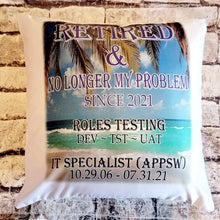 RETIRED
&
NO LONGER MY PROBLEM
SINCE 2021
ROLES TESTING
DEV ~ TST ~ UAT
IT SPECIALIST (APPSW)
10.29.06 - 07.31.21